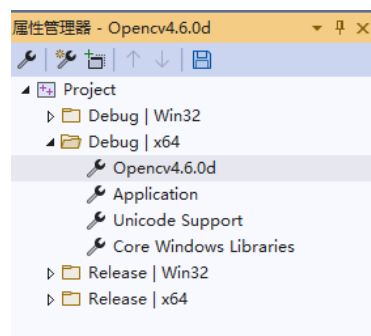 属性管理器 - Opencv4.6.0d
Project
Debug | Win32
Debug | x64
Opencv4.6.0d
Application
Unicode Support
Core Windows Libraries
Release | Win32
Release | x64